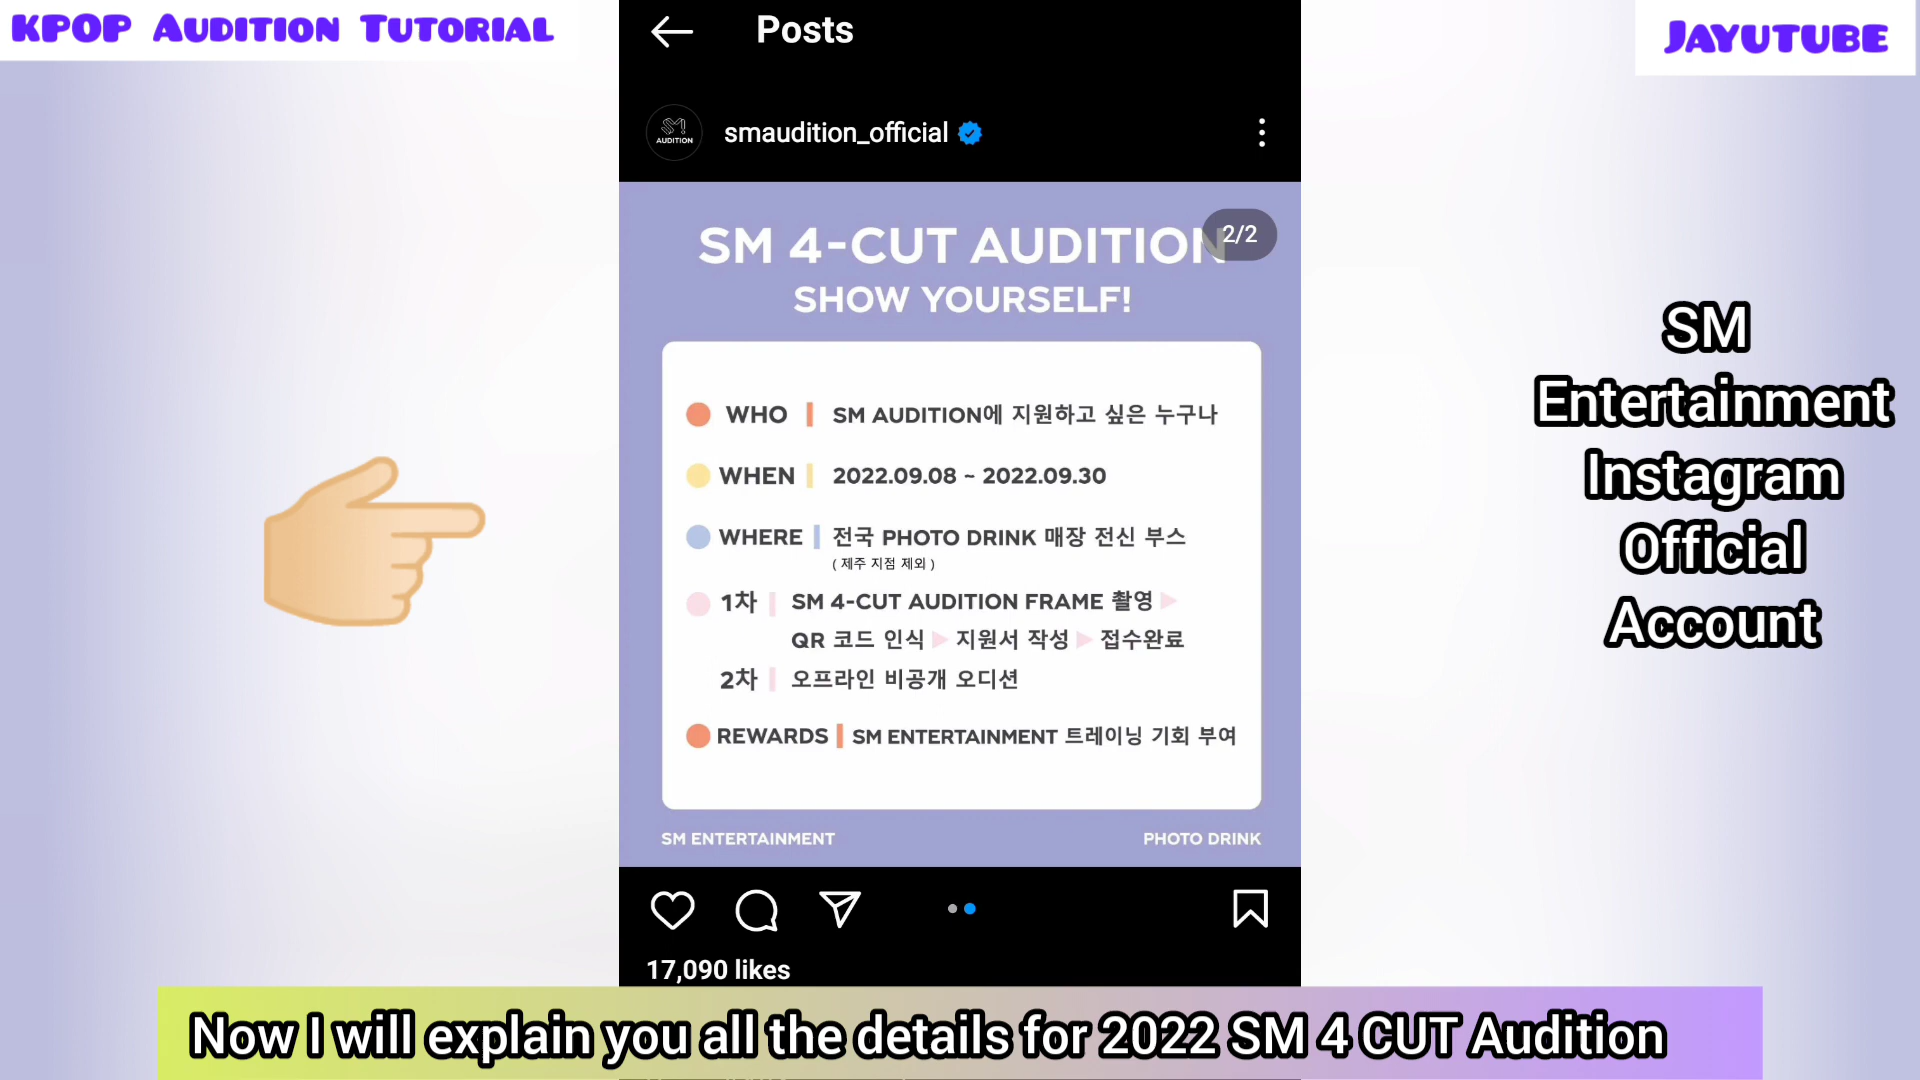 KPOP AUDITION TUTORIAL
JAYUTUBE
Posts
SM!
AUDITION
smaudition_official
2/2
SM 4-CUT AUDITION
SHOW YOURSELF!
WHO SM AUDITION에 지원하고 싶은 누구나
WHEN 2022.09.08 ~ 2022.09.30
WHERE 전국 PHOTO DRINK 매장 전신 부스
( 제주 지점 제외 )
1차 SM 4-CUT AUDITION FRAME 촬영 ▶
QR 코드 인식 ▶ 지원서 작성 ▶ 접수완료
2차 오프라인 비공개 오디션
REWARDS SM ENTERTAINMENT 트레이닝 기회 부여
SM ENTERTAINMENT
PHOTO DRINK
17,090 likes
SM
Entertainment
Instagram
Official
Account
Now I will explain you all the details for 2022 SM 4 CUT Audition